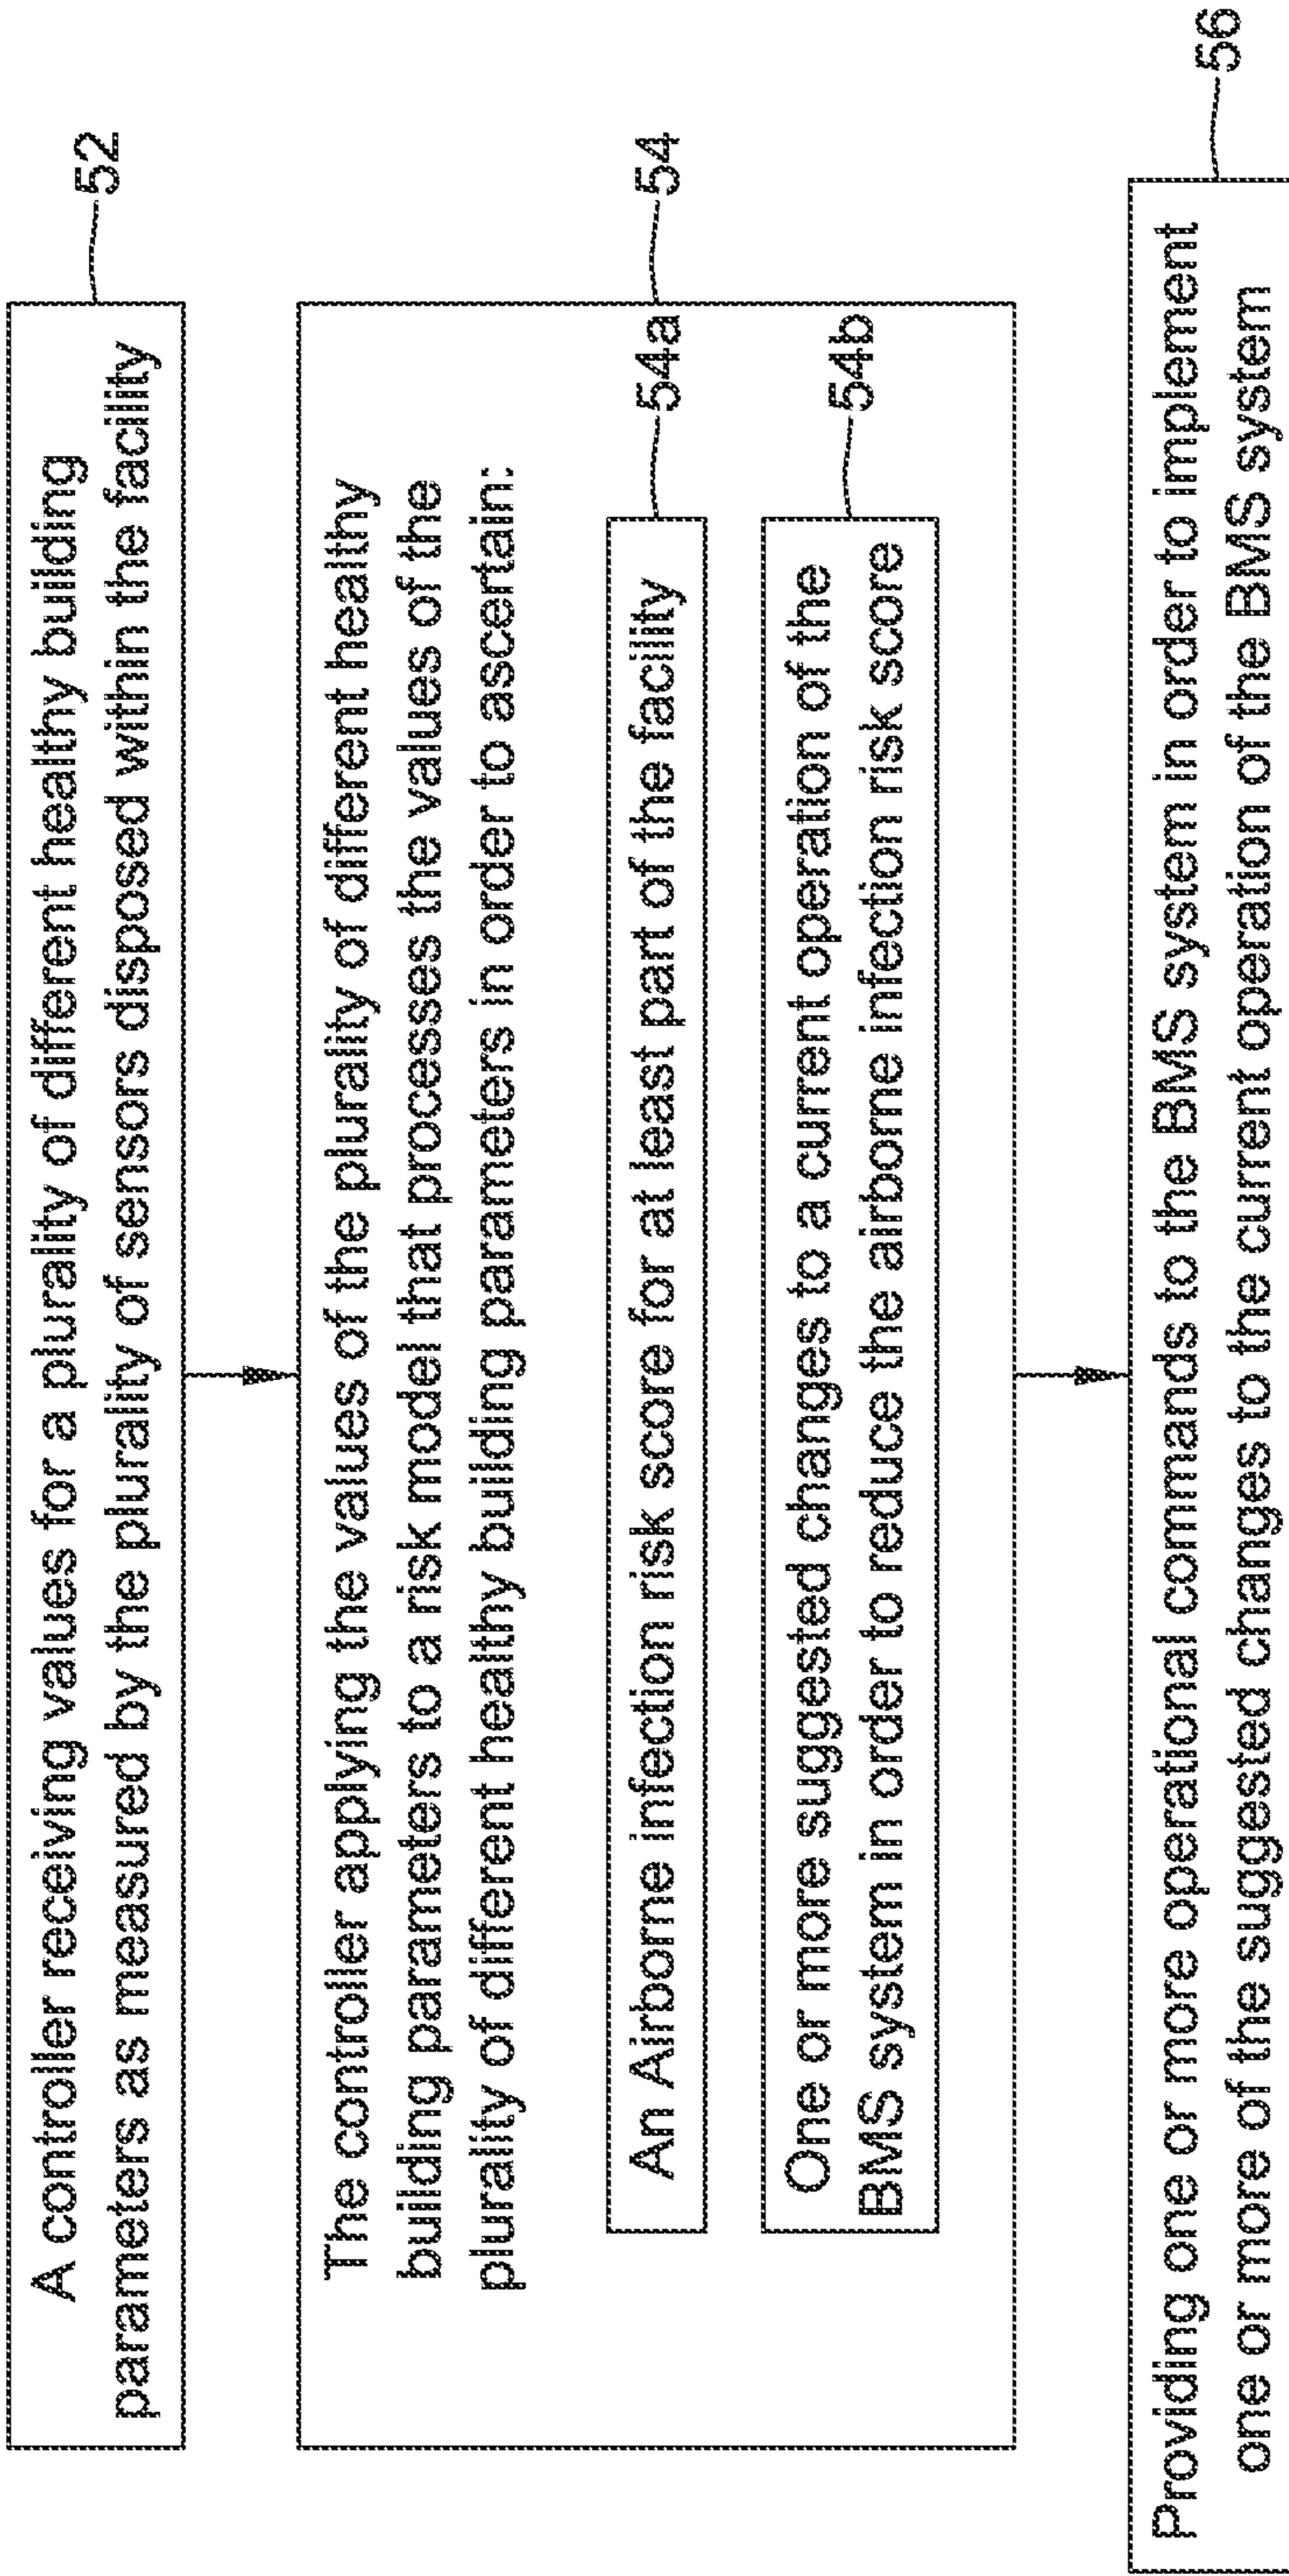 A controller receiving values for a plurality of different healthy building
parameters as measured by the plurality of sensors disposed within the facility
52
The controller applying the values of the plurality of different healthy
building parameters to a risk model that processes the values of the
plurality of different healthy building parameters in order to ascertain:
54
An Airborne infection risk score for at least part of the facility
54a
One or more suggested changes to a current operation of the
BMS system in order to reduce the airborne infection risk score
54b
Providing one or more operational commands to the BMS system in order to implement
one or more of the suggested changes to the current operation of the BMS system
56